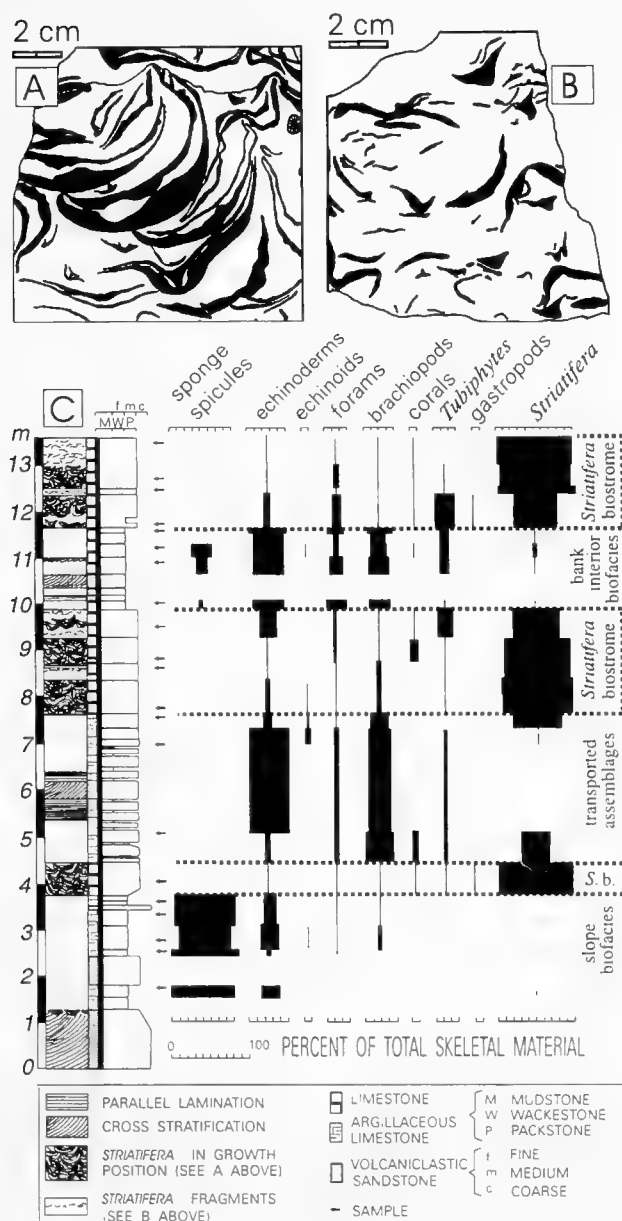 2 cm
A
2 cm
B
C
f m c
MWP
sponge spicules
echinoderms
echinoids
forams
brachiopods
corals
Tubiphytes
gastropods
Striatifera
m
13
12
11
10
9
8
7
6
5
4
3
2
1
0
Striatifera
biostrome
bank
interior
biofacies
Striatifera
biostrome
transported
assemblages
S. b.
slope
biofacies
0 100 PERCENT OF TOTAL SKELETAL MATERIAL
PARALLEL LAMINATION
CROSS STRATIFICATION
STRIATIFERA IN GROWTH
POSITION (SEE A ABOVE)
STRIATIFERA FRAGMENTS
(SEE B ABOVE)
LIMESTONE
ARG.LLACEOUS
LIMESTONE
VOLCANICLASTIC
SANDSTONE
SAMPLE
M MUDSTONE
W WACKESTONE
P PACKSTONE
f FINE
m MEDIUM
c COARSE